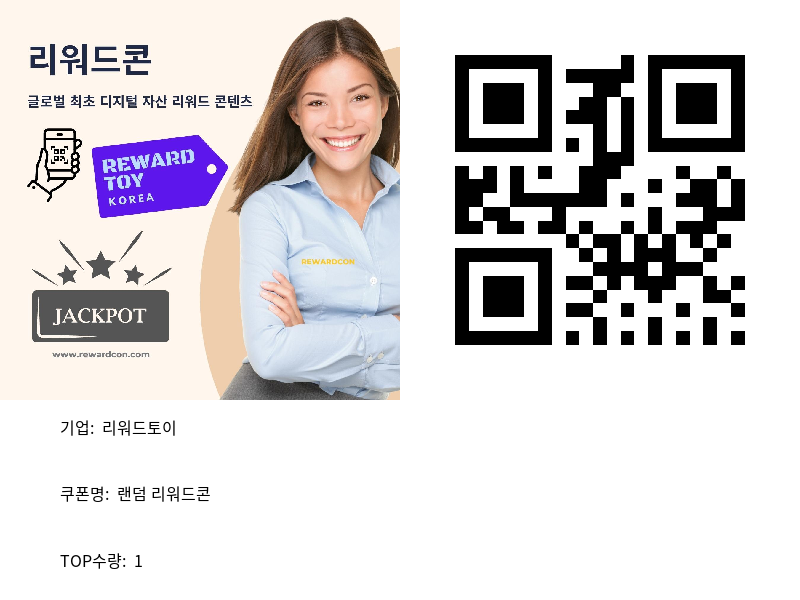 리워드콘
글로벌 최초 디지털 자산 리워드 콘텐츠
REWARD
TOY
KOREA
REWARDCON
JACKPOT
www.rewardcon.com
기업: 리워드토이
쿠폰명: 랜덤 리워드콘
TOP수량: 1